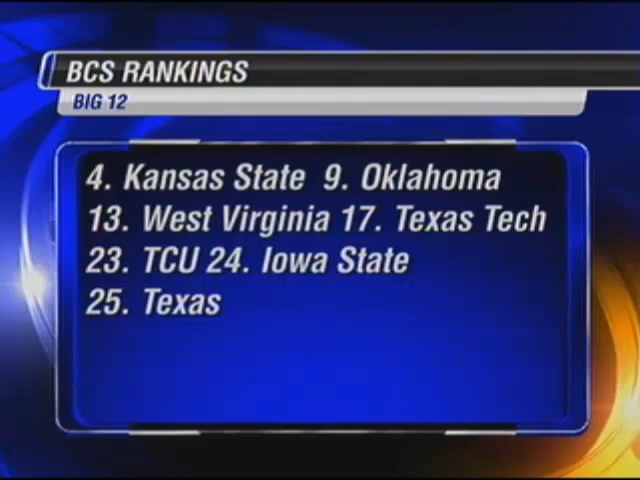 BCS RANKINGS
BIG 12
4. Kansas State 9. Oklahoma
13. West Virginia 17. Texas Tech
23. TCU 24. Iowa State
25. Texas